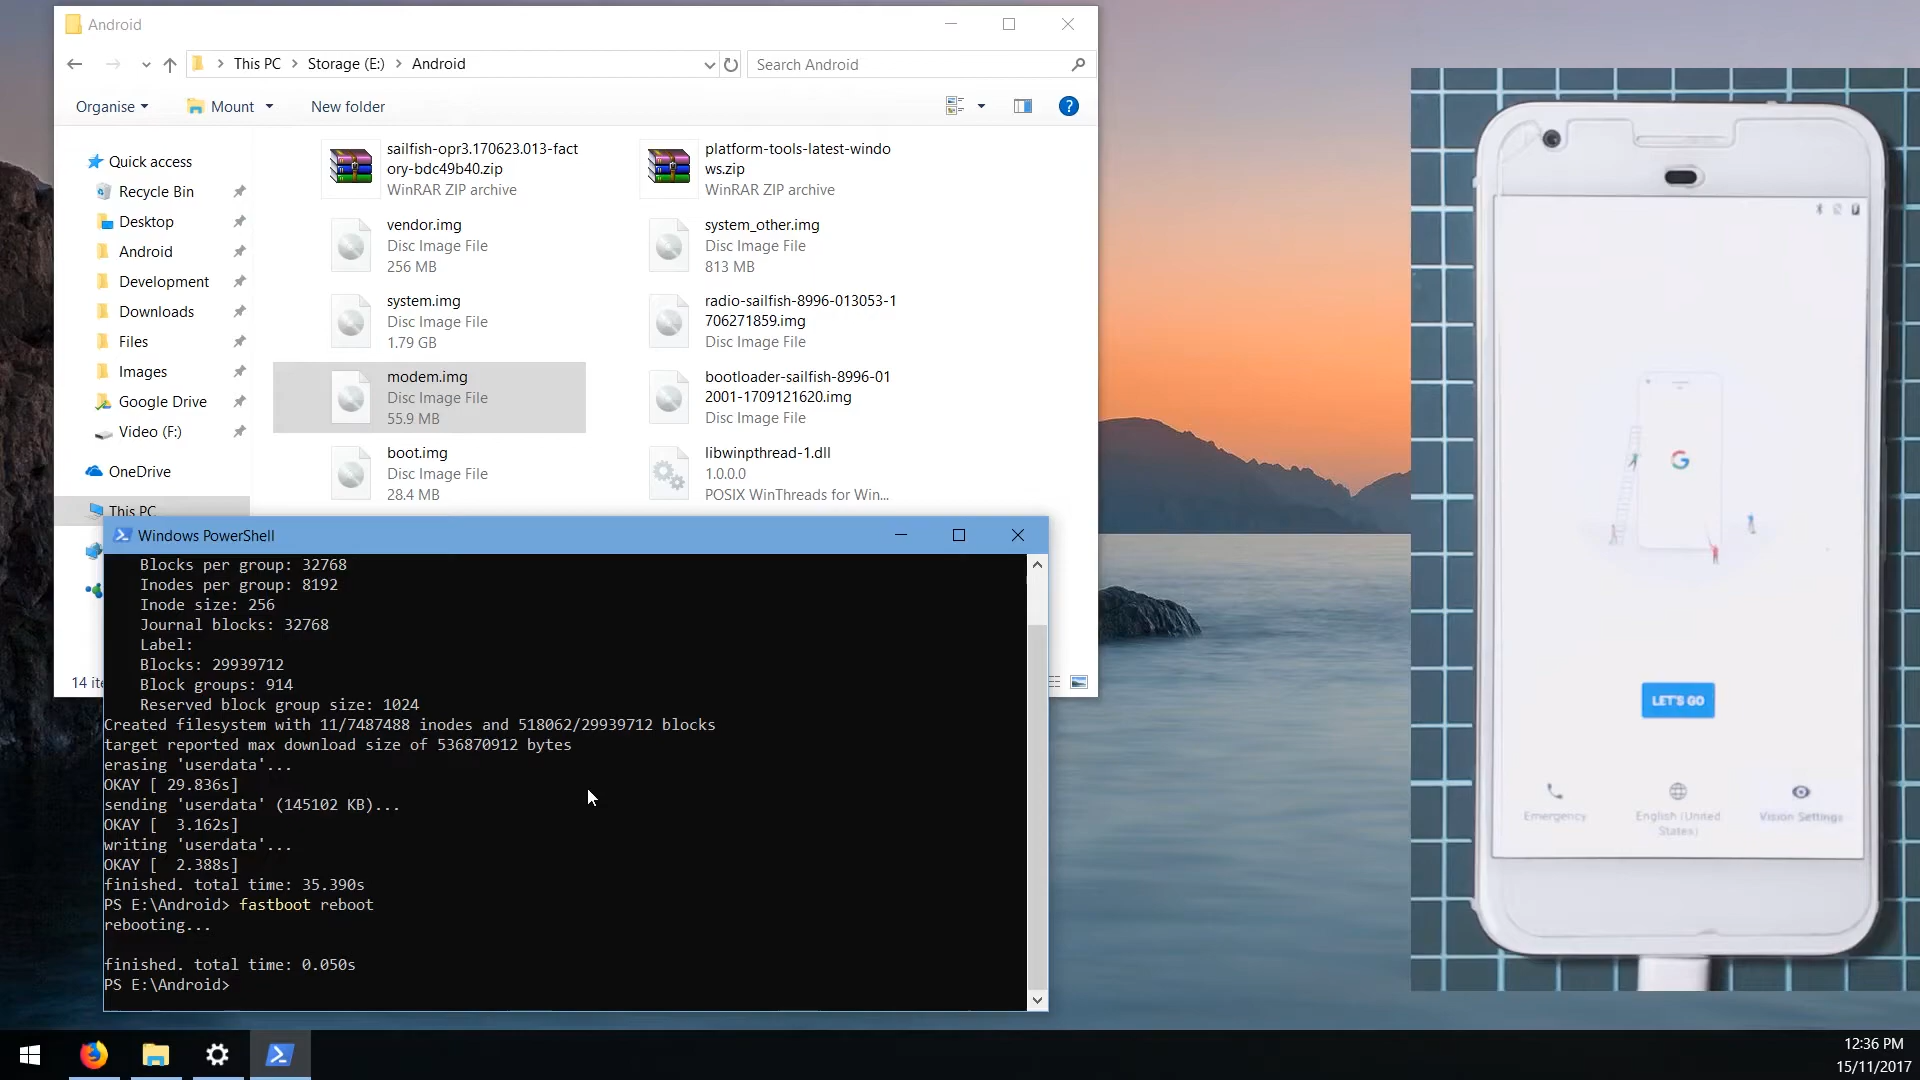 Android
This PC
Storage (E:)
Android
Search Android
Organise
Mount
New folder
Quick access
Recycle Bin
Desktop
Android
Development
Downloads
Files
Images
Google Drive
Video (F:)
OneDrive
This PC
14 ite
sailfish-opr3.170623.013-fact
ory-bdc49b40.zip
WinRAR ZIP archive
platform-tools-latest-windo
ws.zip
WinRAR ZIP archive
vendor.img
Disc Image File
256 MB
system_other.img
Disc Image File
813 MB
system.img
Disc Image File
1.79 GB
radio-sailfish-8996-013053-1
706271859.img
Disc Image File
modem.img
Disc Image File
55.9 MB
bootloader-sailfish-8996-01
2001-1709121620.img
Disc Image File
boot.img
Disc Image File
28.4 MB
libwinpthread-1.dll
1.0.0.0
POSIX WinThreads for Win...
Windows PowerShell
Blocks per group: 32768
Inodes per group: 8192
Inode size: 256
Journal blocks: 32768
Label:
Blocks: 29939712
Block groups: 914
Reserved block group size: 1024
Created filesystem with 11/7487488 inodes and 518062/29939712 blocks
target reported max download size of 536870912 bytes
erasing 'userdata'...
OKAY [ 29.836s]
sending 'userdata' (145102 KB)...
OKAY [  3.162s]
writing 'userdata'...
OKAY [  2.388s]
finished. total time: 35.390s
PS E:\Android> fastboot reboot
rebooting...
finished. total time: 0.050s
PS E:\Android>
G
LET'S GO
Emergency
English (United
States)
Vision Settings
12:36 PM
15/11/2017